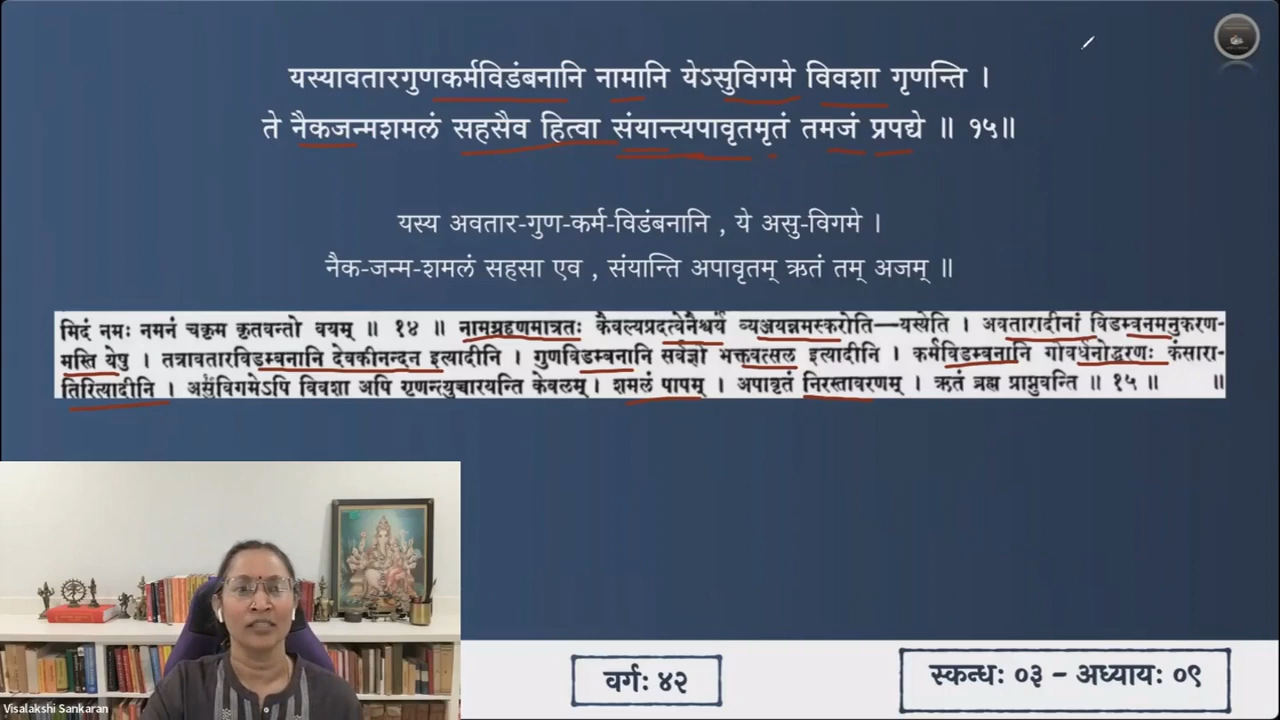 यस्यावतारगुणकर्मविडंबनानि नामानि येऽसुविगमे विवशा गृणन्ति ।
ते नैकजन्मशमलं सहसैव हित्वा संयान्त्यपावृतमृतं तमजं प्रपद्ये ॥ १५॥
यस्य अवतार-गुण-कर्म-विडंबनानि , ये असु-विगमे ।
नैक-जन्म-शमलं सहसा एव , संयान्ति अपावृतम् ऋतं तम् अजम् ॥
मिदं नमः नमनं चकृम कृतवन्तो वयम् ॥ १४ ॥ नामग्रहणमात्रतः कैवल्यप्रदत्वेनैश्वर्यं व्यञ्जयन्नमस्करोति—यस्येति । अवतारादीनां विडम्बनमनुकरण-
मस्ति येषु । तत्रावतारविडम्बनानि देवकीनन्दन इत्यादीनि । गुणविडम्बनानि सर्वज्ञो भक्तवत्सल इत्यादीनि । कर्मविडम्बनानि गोवर्धनोद्धरणः कंसारा-
तिरित्यादीनि । असुविगमेऽपि विवशा अपि गृणन्त्युच्चारयन्ति केवलम् । शमलं पापम् । अपावृतं निरस्तावरणम् । ऋतं ब्रह्म प्राप्नुवन्ति ॥ १५ ॥ ॥
Visalakshi Sankaran
वर्गः ४२
स्कन्धः ०३ – अध्यायः ०९